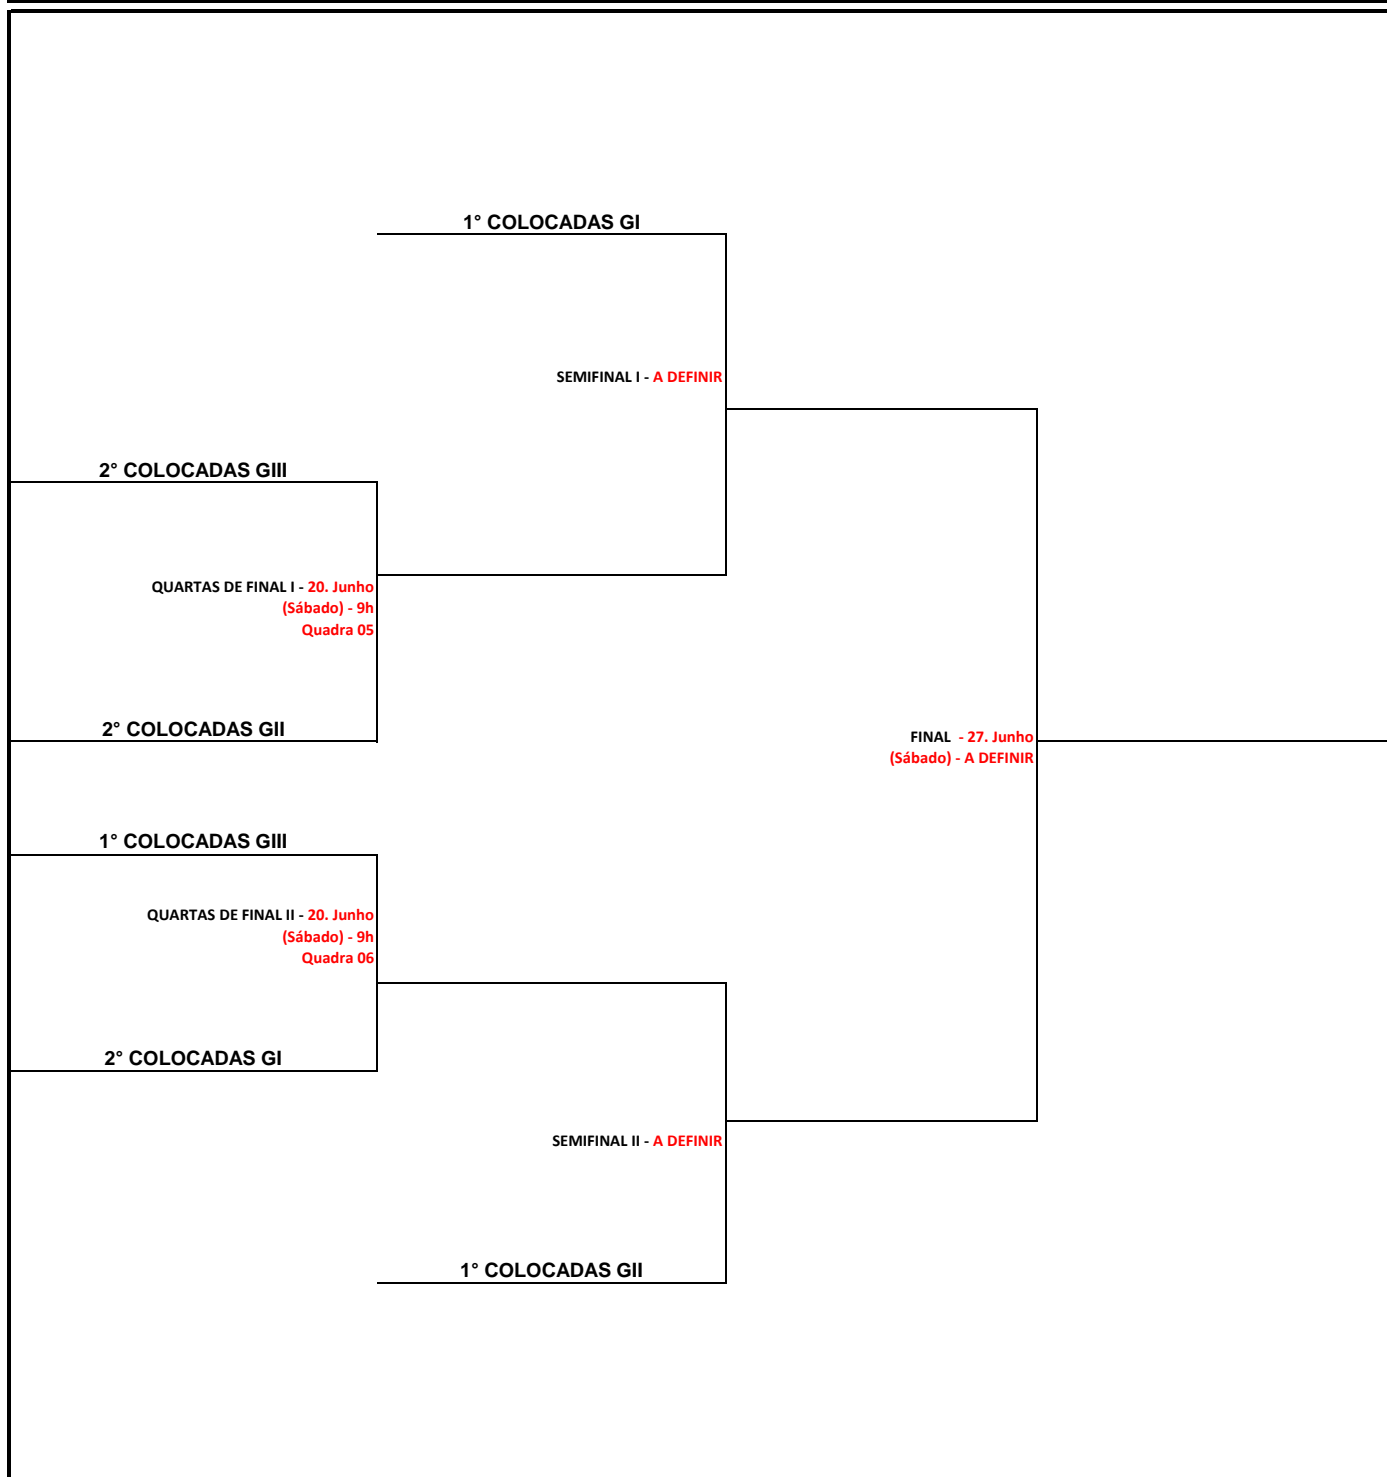 1° COLOCADAS GI
SEMIFINAL I - A DEFINIR
2° COLOCADAS GIII
QUARTAS DE FINAL I - 20. Junho
(Sábado) - 9h
Quadra 05
2° COLOCADAS GII
FINAL  - 27. Junho
(Sábado) - A DEFINIR
1° COLOCADAS GIII
QUARTAS DE FINAL II - 20. Junho
(Sábado) - 9h
Quadra 06
2° COLOCADAS GI
SEMIFINAL II - A DEFINIR
1° COLOCADAS GII